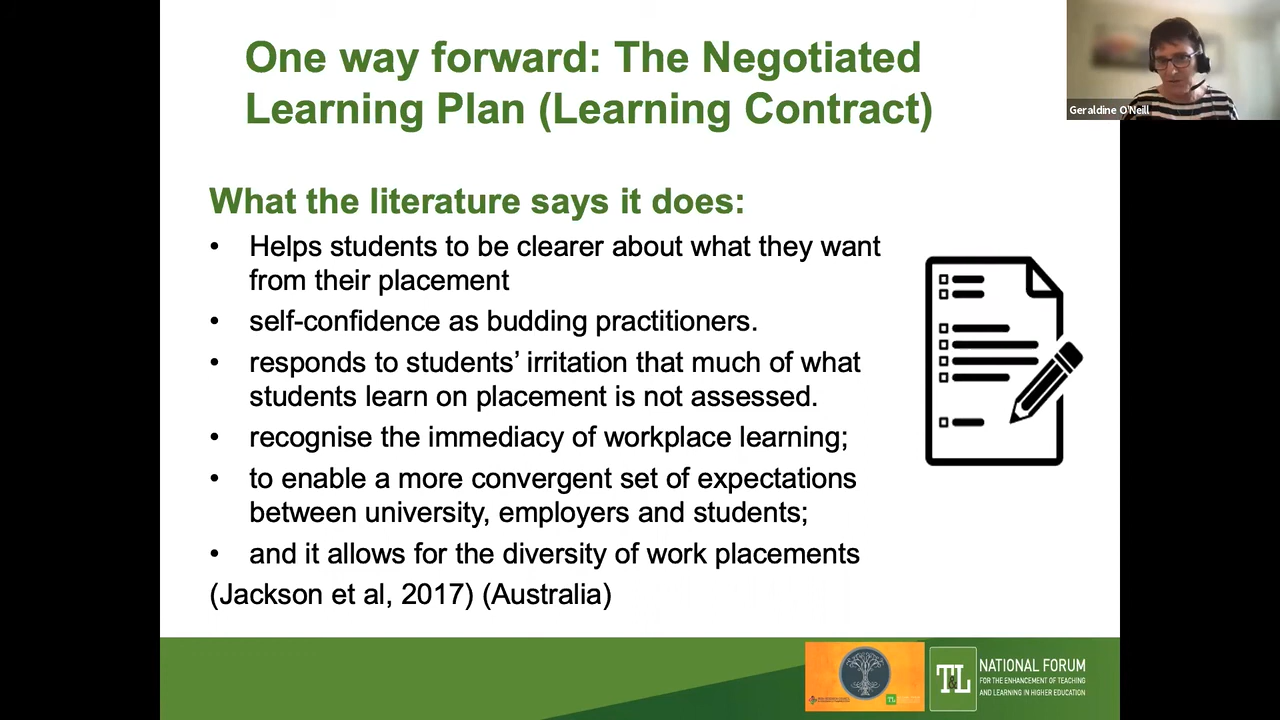 One way forward: The Negotiated
Learning Plan (Learning Contract)
Geraldine O'Neill
What the literature says it does:
• Helps students to be clearer about what they want
from their placement
• self-confidence as budding practitioners.
• responds to students’ irritation that much of what
students learn on placement is not assessed.
• recognise the immediacy of workplace learning;
• to enable a more convergent set of expectations
between university, employers and students;
• and it allows for the diversity of work placements
(Jackson et al, 2017) (Australia)
T&L
NATIONAL FORUM
FOR THE ENHANCEMENT OF TEACHING
AND LEARNING IN HIGHER EDUCATION